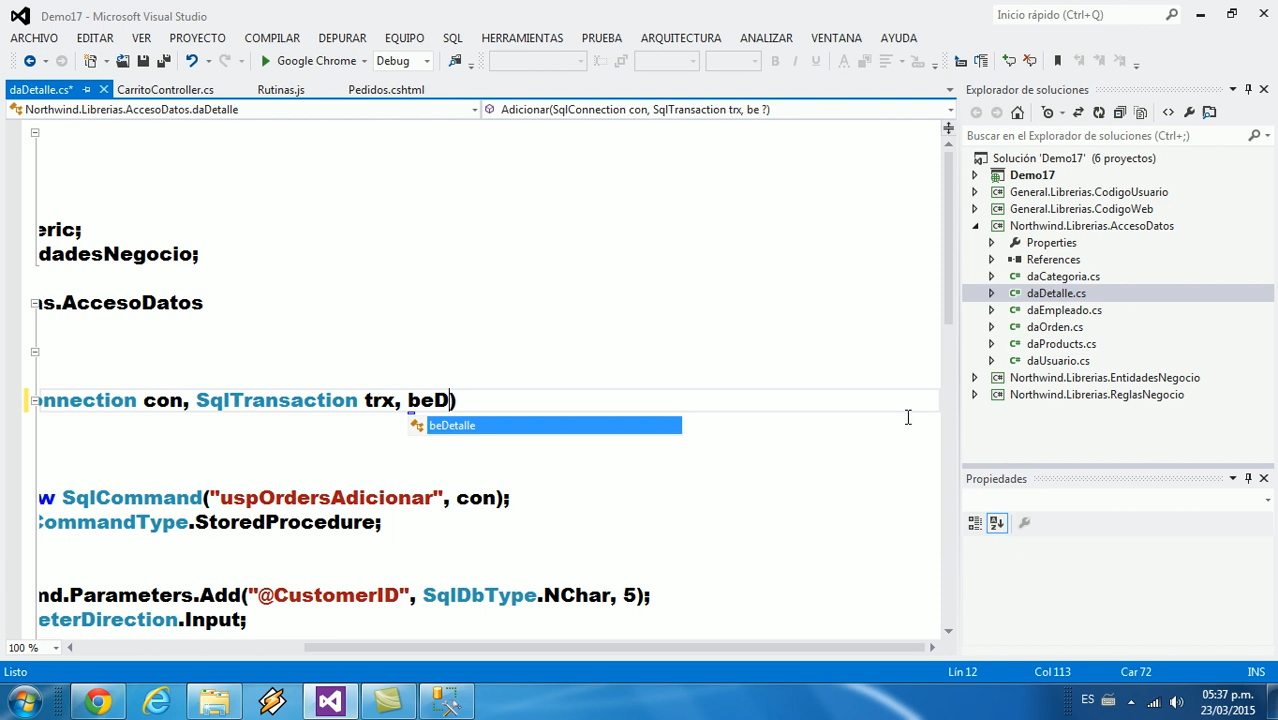 Demo17 - Microsoft Visual Studio
Inicio rápido (Ctrl+Q)
ARCHIVO EDITAR VER PROYECTO COMPILAR DEPURAR EQUIPO SQL HERRAMIENTAS PRUEBA ARQUITECTURA ANALIZAR VENTANA AYUDA
Google Chrome Debug
daDetalle.cs* CarritoController.cs Rutinas.js Pedidos.cshtml
Northwind.Librerias.AccesoDatos.daDetalle
Adicionar(SqlConnection con, SqlTransaction trx, be ?)
eric;
dadesNegocio;
as.AccesoDatos
onnection con, SqlTransaction trx, beD)
beDetalle
w SqlCommand("uspOrdersAdicionar", con);
CommandType.StoredProcedure;
md.Parameters.Add("@CustomerID", SqlDbType.NChar, 5);
eterDirection.Input;
100 %
Explorador de soluciones
Buscar en el Explorador de soluciones (Ctrl+;)
Solución 'Demo17' (6 proyectos)
Demo17
General.Librerias.CodigoUsuario
General.Librerias.CodigoWeb
Northwind.Librerias.AccesoDatos
Properties
References
daCategoria.cs
daDetalle.cs
daEmpleado.cs
daOrden.cs
daProducts.cs
daUsuario.cs
Northwind.Librerias.EntidadesNegocio
Northwind.Librerias.ReglasNegocio
Propiedades
Listo
Lín 12 Col 113 Car 72 INS
ES
05:37 p.m.
23/03/2015